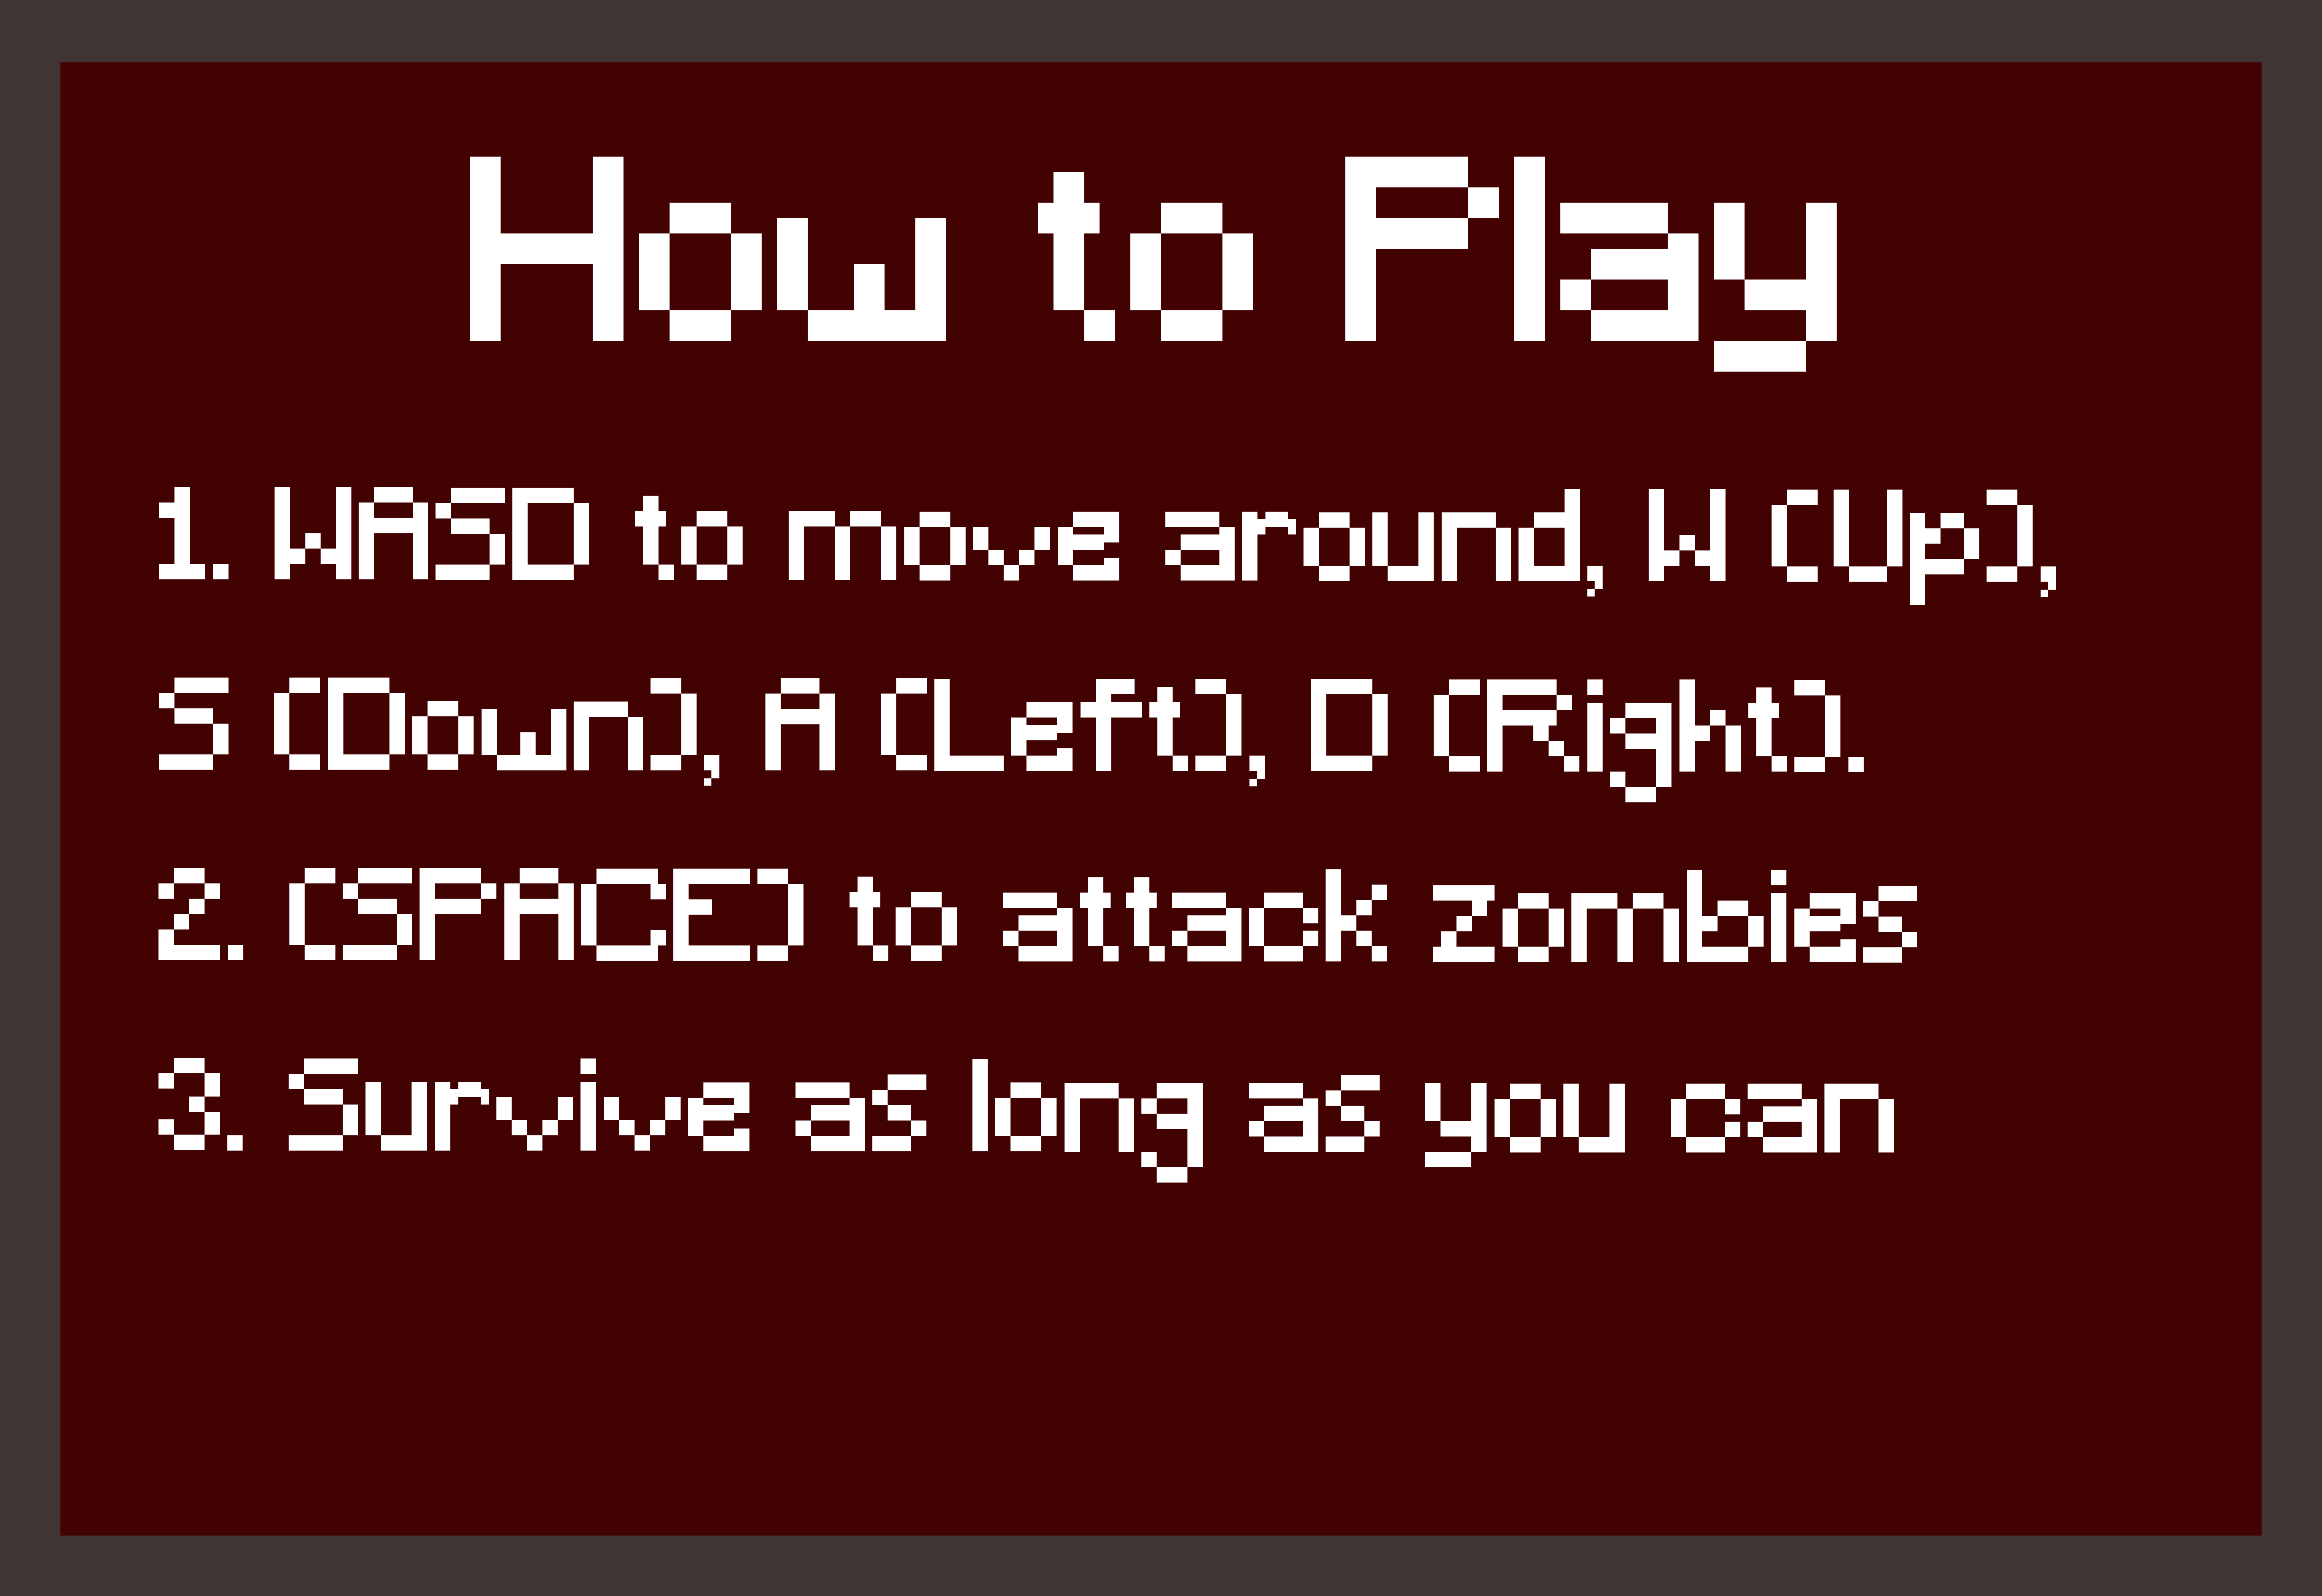 How to Play
1. WASD to move around, W (Up),
S (Down), A (Left), D (Right).
2. (SPACE) to attack zombies
3. Survive as long as you can